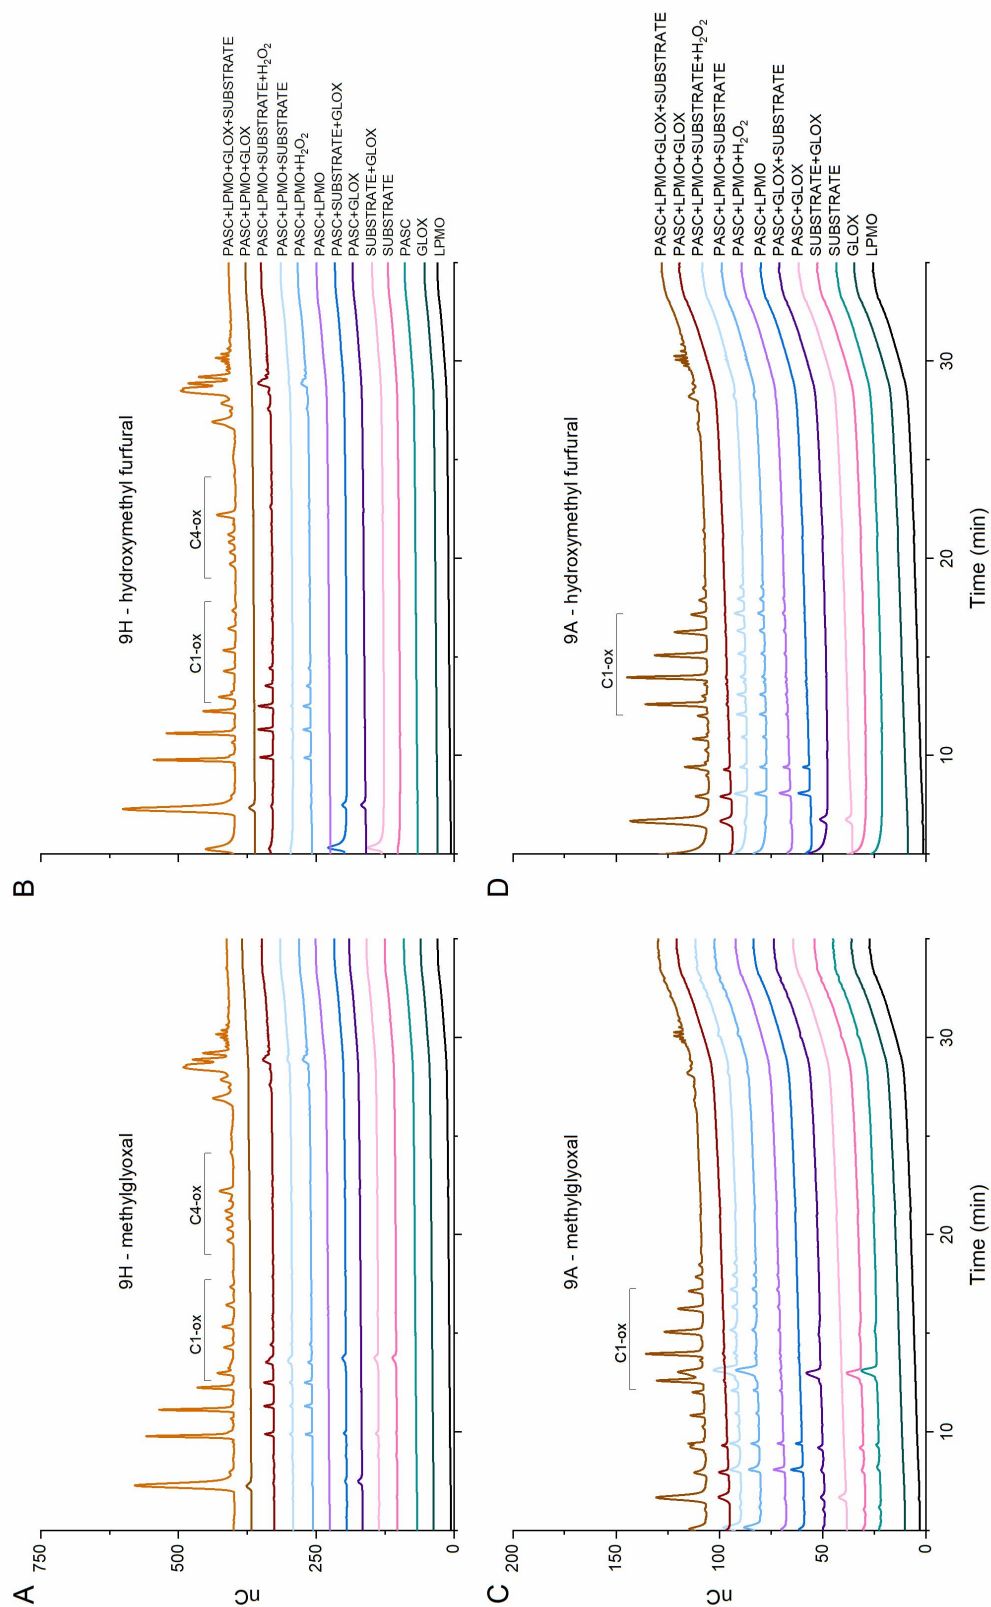 A
9H - methylglyoxal
C1-ox
C4-ox
750
500
250
0
nC
B
9H - hydroxymethyl furfural
C1-ox
C4-ox
PASC+LPMO+GLOX+SUBSTRATE
PASC+LPMO+GLOX
PASC+LPMO+SUBSTRATE+H₂O₂
PASC+LPMO+SUBSTRATE
PASC+LPMO+H₂O₂
PASC+LPMO
PASC+SUBSTRATE+GLOX
PASC+GLOX
SUBSTRATE+GLOX
SUBSTRATE
PASC
GLOX
LPMO
C
9A - methylglyoxal
C1-ox
200
150
100
50
0
nC
10
20
30
Time (min)
D
9A - hydroxymethyl furfural
C1-ox
PASC+LPMO+GLOX+SUBSTRATE
PASC+LPMO+GLOX
PASC+LPMO+SUBSTRATE+H₂O₂
PASC+LPMO+SUBSTRATE
PASC+LPMO+H₂O₂
PASC+LPMO
PASC+GLOX+SUBSTRATE
PASC+GLOX
SUBSTRATE+GLOX
SUBSTRATE
GLOX
LPMO
10
20
30
Time (min)